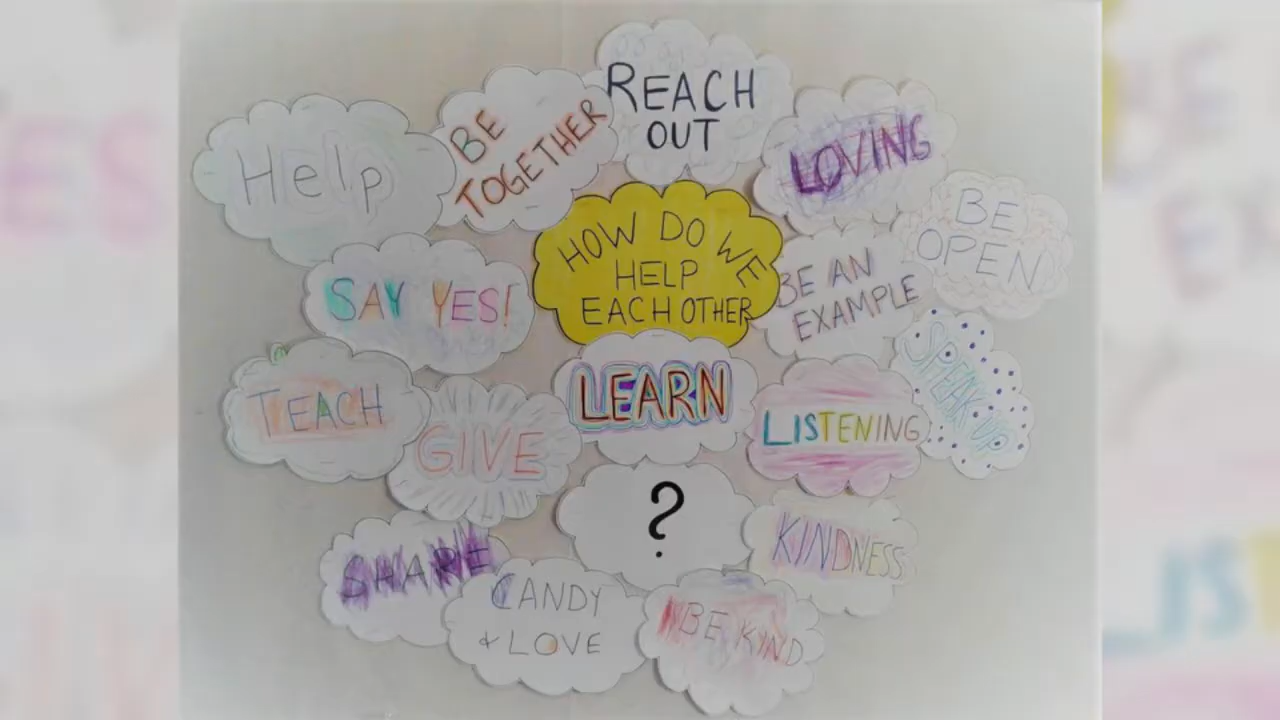 REACH
OUT
BE
TOGETHER
Help
LOVING
BE
OPEN
HOW DO WE
HELP
EACH OTHER
SAY YES!
BE AN
EXAMPLE
SPEAK UP
TEACH
GIVE
LEARN
LISTENING
?
SHARE
KINDNESS
CANDY
& LOVE
BE KIND